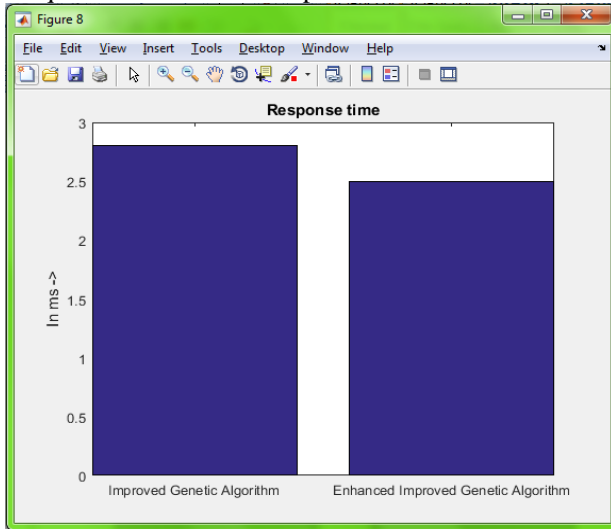 Figure 8
File Edit View Insert Tools Desktop Window Help
Response time
3
2.5
2
1.5
1
0.5
0
In ms ->
Improved Genetic Algorithm Enhanced Improved Genetic Algorithm